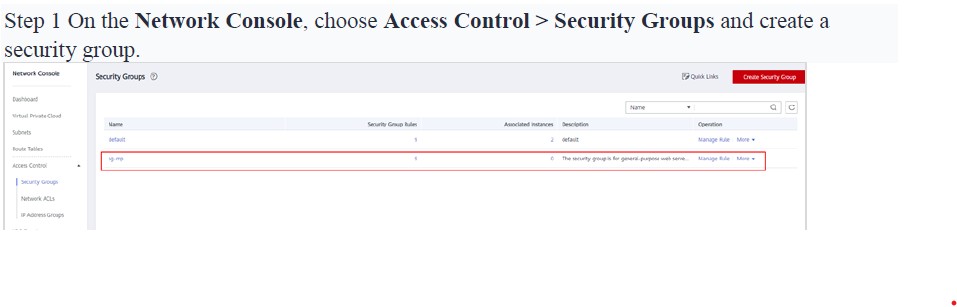 Step 1 On the Network Console, choose Access Control > Security Groups and create a
security group.
Network Console
Security Groups
Quick Links
Create Security Group
Dashboard
Virtual Private Cloud
Subnets
Route Tables
Access Control
Security Groups
Network ACLs
IP Address Groups
Name
Name Security Group Rules Associated Instances Description Operation
default 5 2 default Manage Rule More
sg-mp 0 The security group is for general-purpose web serve... Manage Rule More